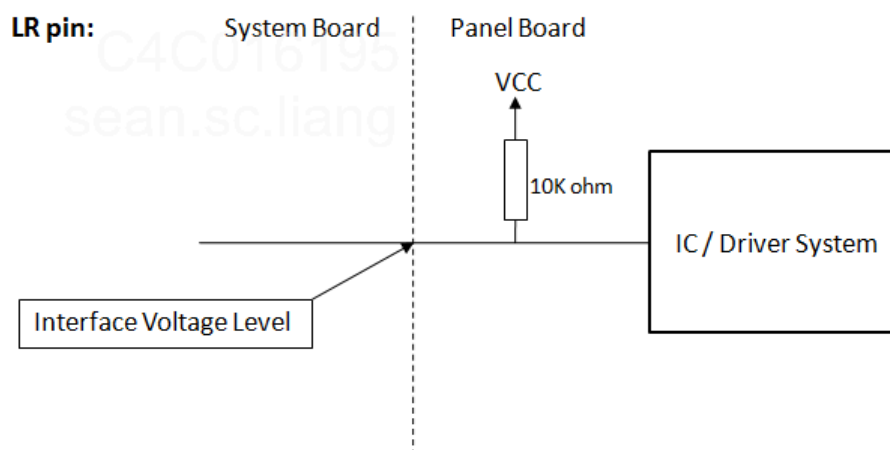 LR pin: System Board Panel Board
C4C016195
sean.sc.liang
VCC
10K ohm
IC / Driver System
Interface Voltage Level